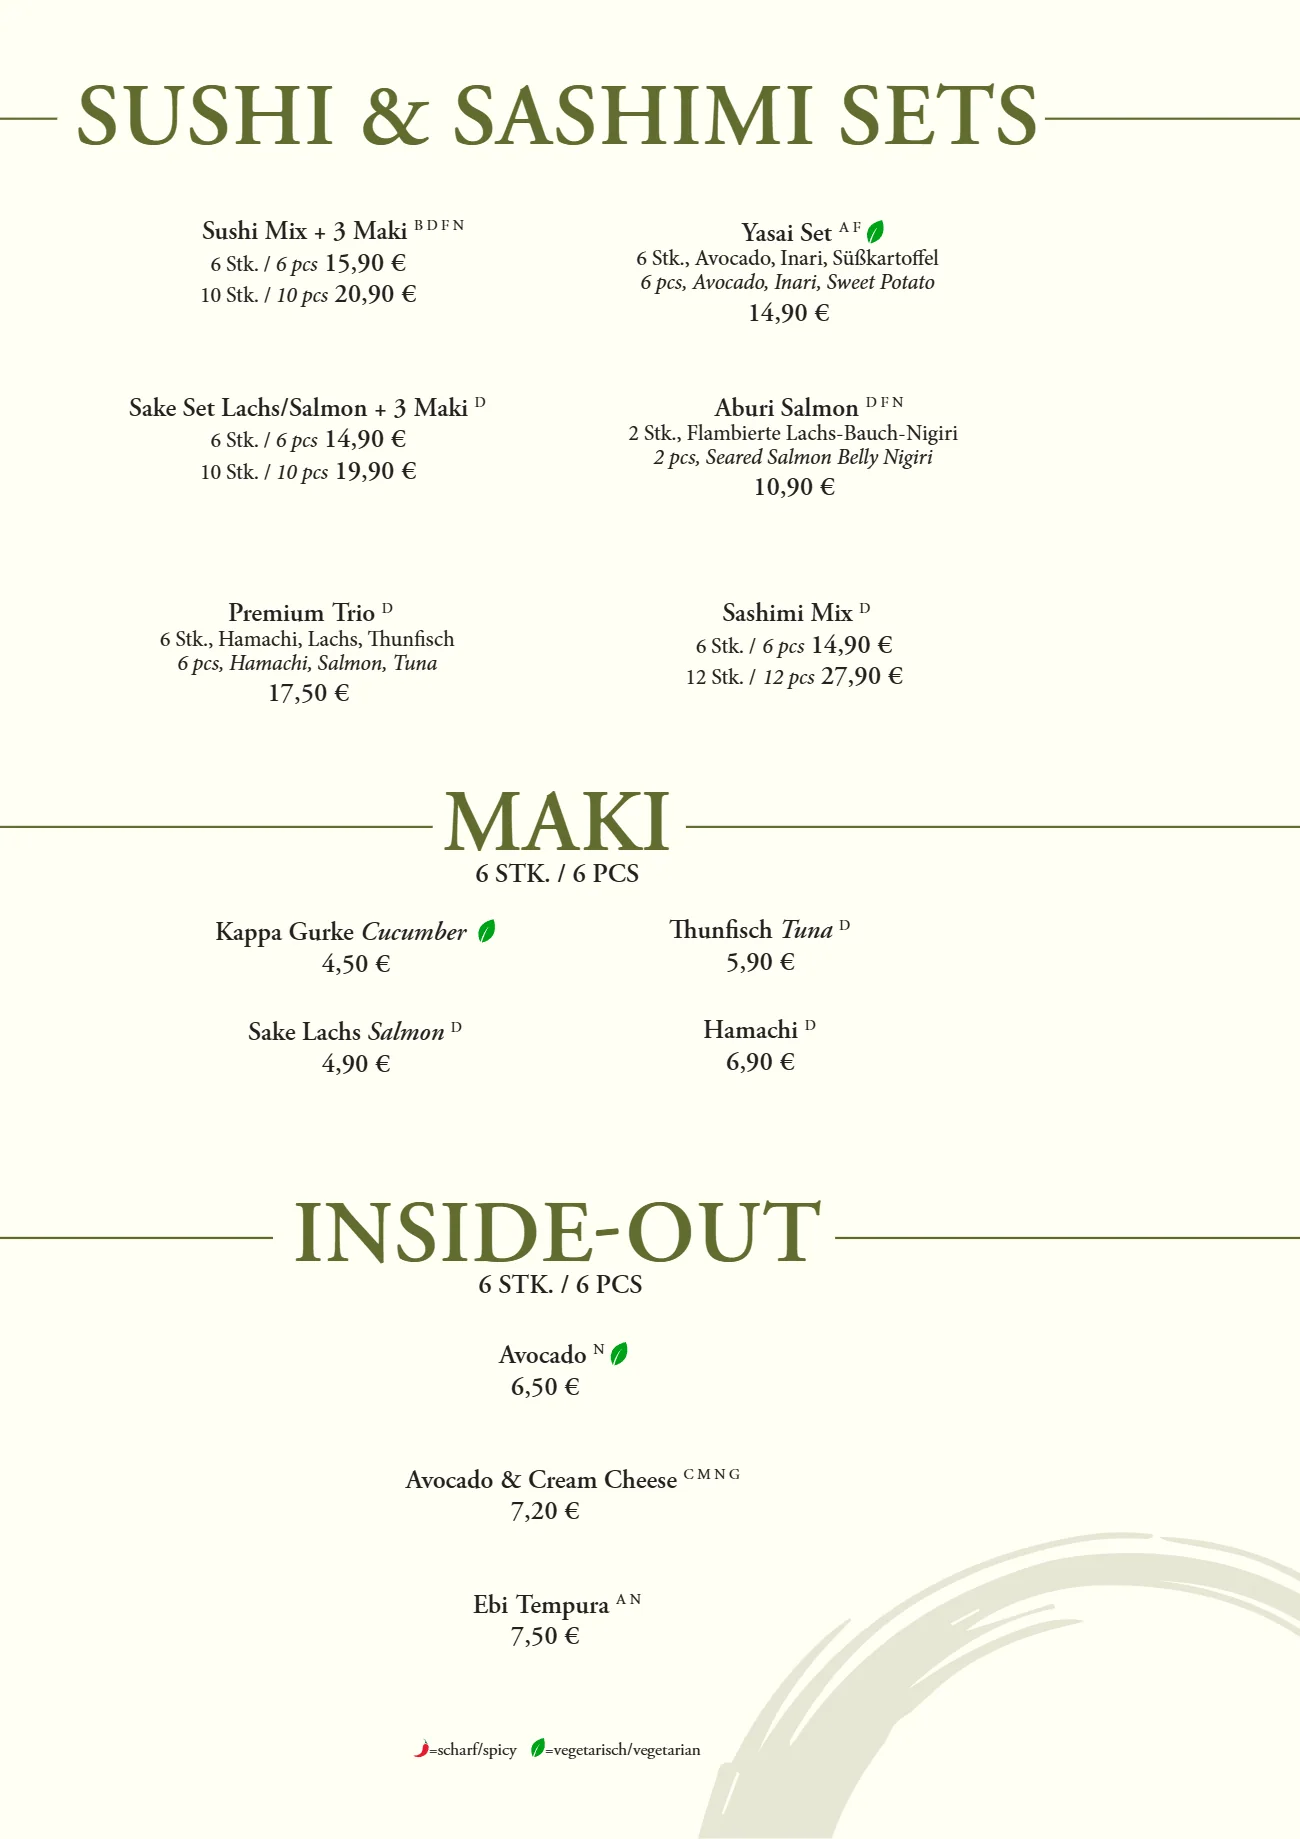 SUSHI & SASHIMI SETS
Sushi Mix + 3 Maki B D F N
6 Stk. / 6 pcs 15,90 €
10 Stk. / 10 pcs 20,90 €
Yasai Set A F
6 Stk., Avocado, Inari, Süßkartoffel
6 pcs, Avocado, Inari, Sweet Potato
14,90 €
Sake Set Lachs/Salmon + 3 Maki D
6 Stk. / 6 pcs 14,90 €
10 Stk. / 10 pcs 19,90 €
Aburi Salmon D F N
2 Stk., Flambierte Lachs-Bauch-Nigiri
2 pcs, Seared Salmon Belly Nigiri
10,90 €
Premium Trio D
6 Stk., Hamachi, Lachs, Thunfisch
6 pcs, Hamachi, Salmon, Tuna
17,50 €
Sashimi Mix D
6 Stk. / 6 pcs 14,90 €
12 Stk. / 12 pcs 27,90 €
MAKI
6 STK. / 6 PCS
Kappa Gurke Cucumber
4,50 €
Thunfisch Tuna D
5,90 €
Sake Lachs Salmon D
4,90 €
Hamachi D
6,90 €
INSIDE-OUT
6 STK. / 6 PCS
Avocado N
6,50 €
Avocado & Cream Cheese C M N G
7,20 €
Ebi Tempura A N
7,50 €
=scharf/spicy =vegetarisch/vegetarian